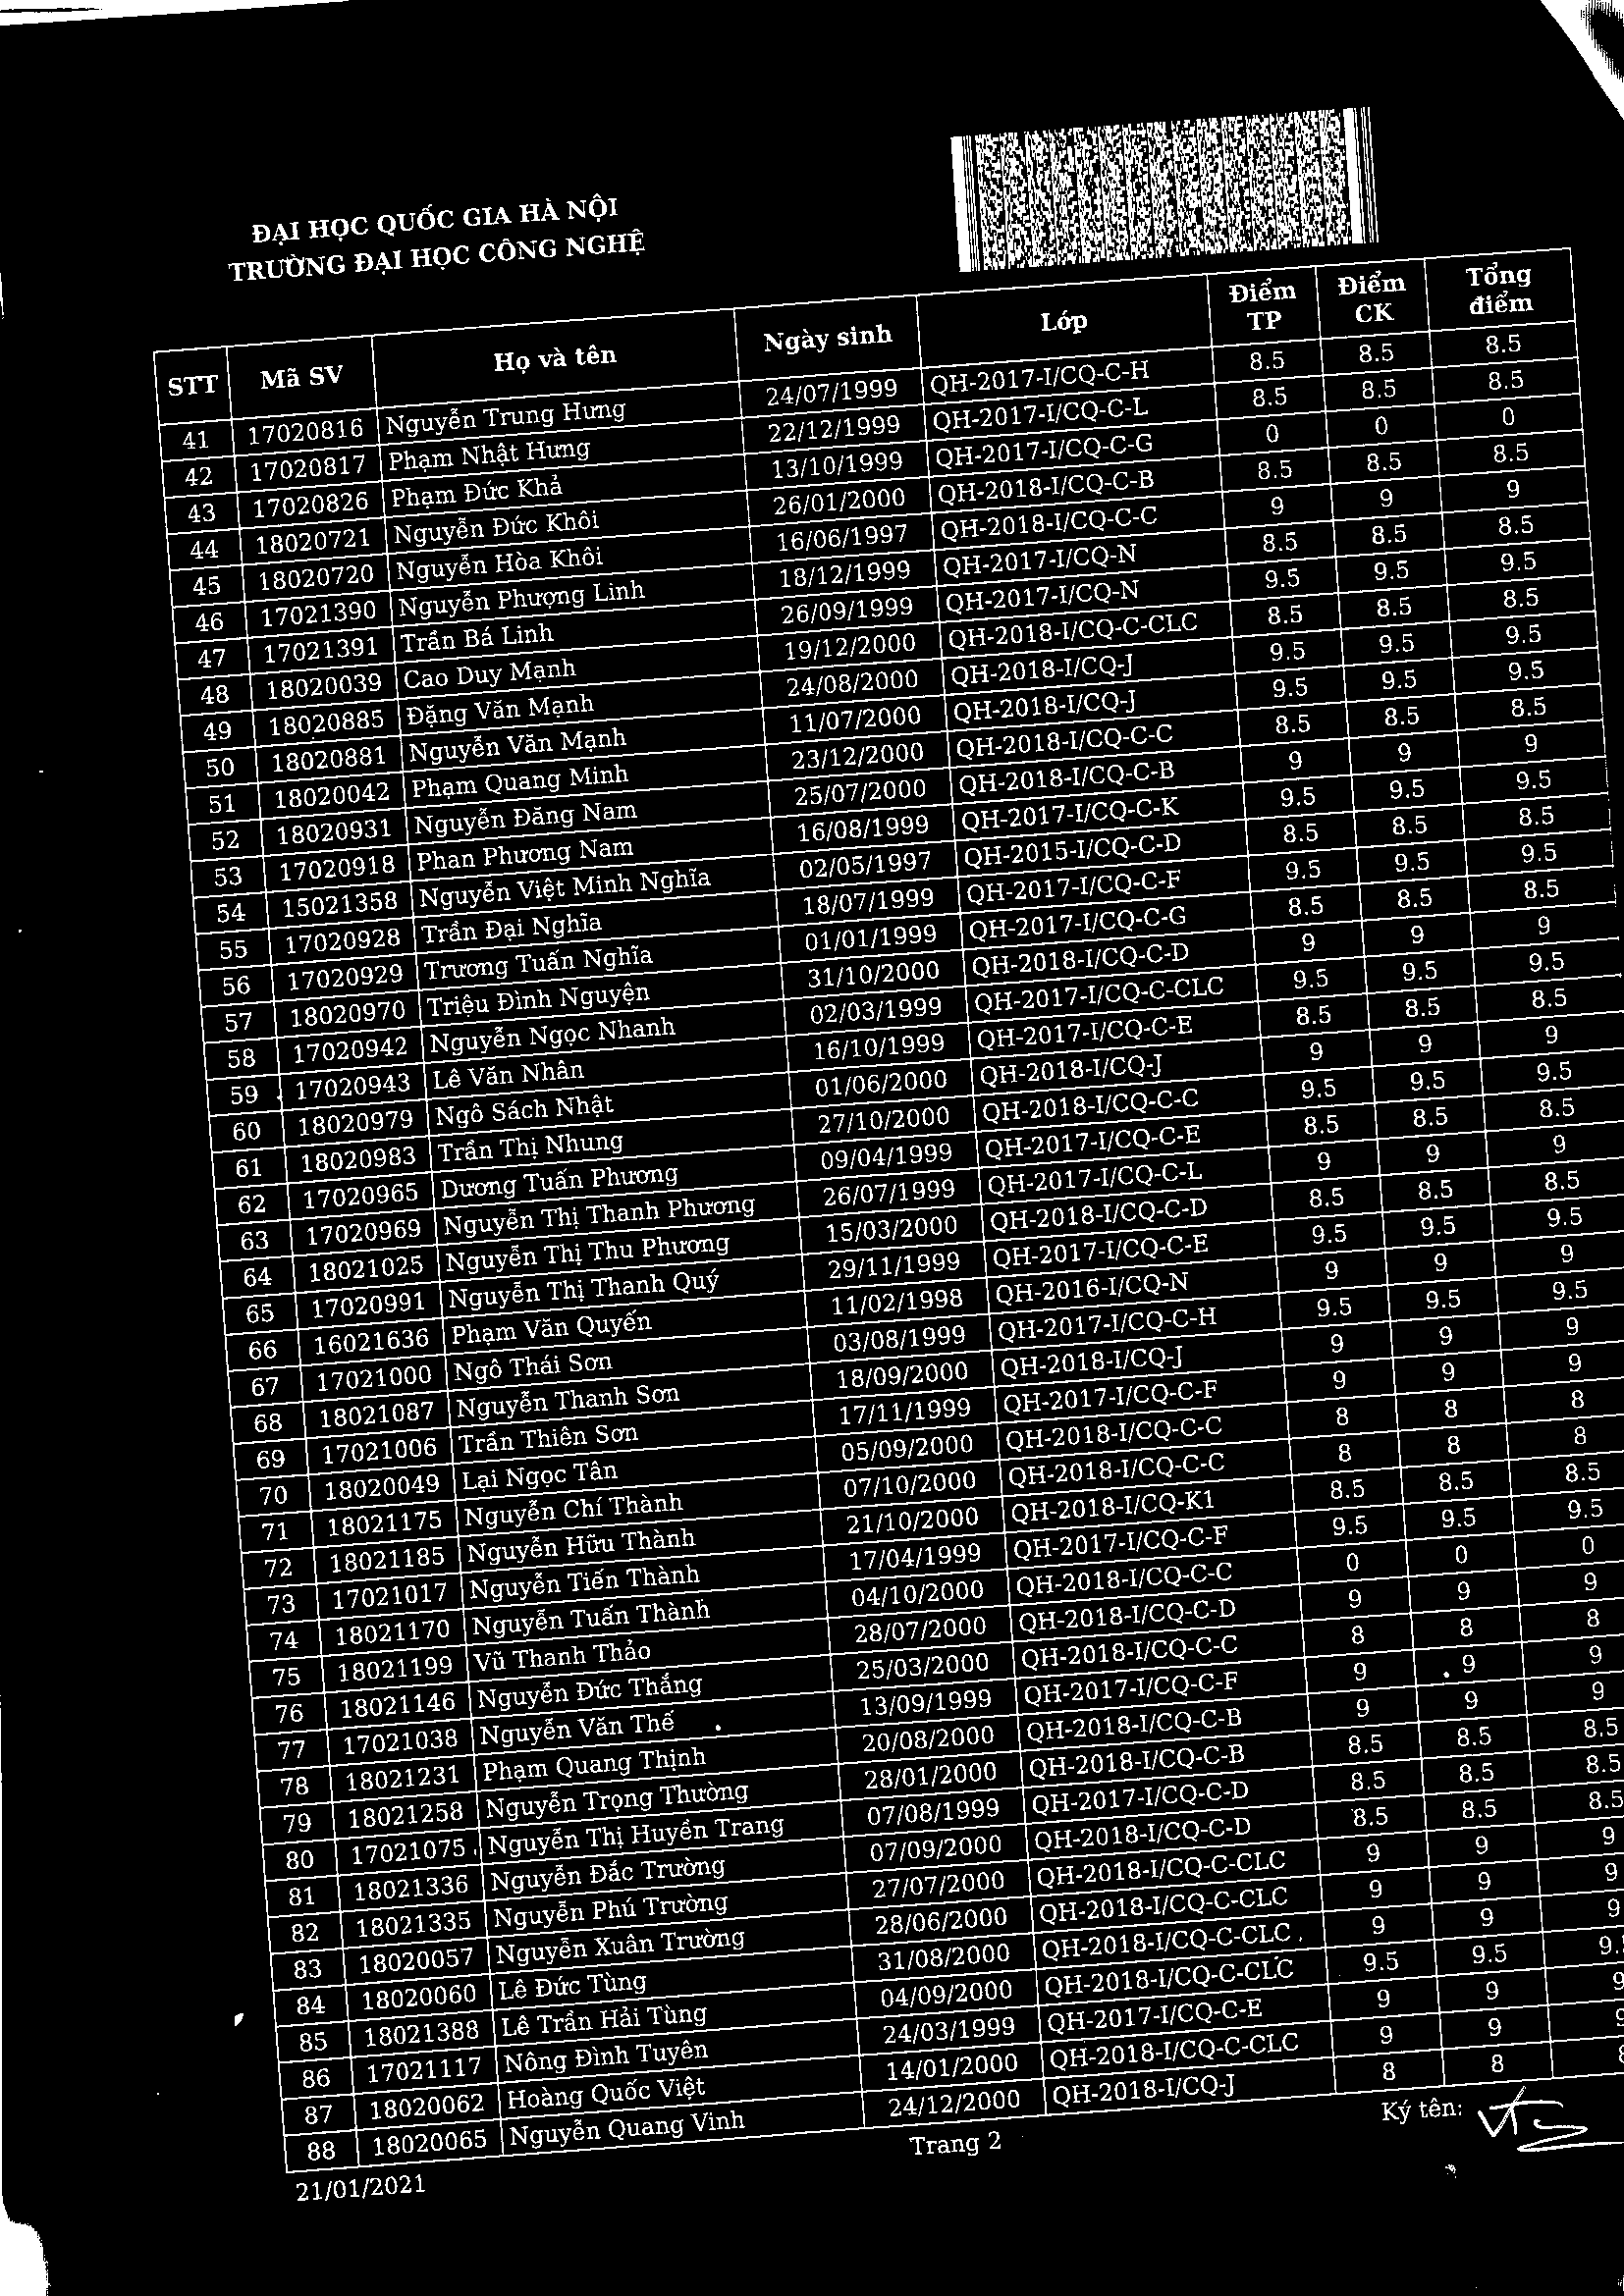 ĐẠI HỌC QUỐC GIA HÀ NỘI
TRƯỜNG ĐẠI HỌC CÔNG NGHỆ
STT Mã SV Họ và tên Ngày sinh Lớp Điểm TP Điểm CK Tổng điểm
41 17020816 Nguyễn Trung Hưng 24/07/1999 QH-2017-I/CQ-C-H 8.5 8.5 8.5
42 17020817 Phạm Nhật Hưng 22/12/1999 QH-2017-I/CQ-C-L 8.5 8.5 8.5
43 17020826 Phạm Đức Khả 13/10/1999 QH-2017-I/CQ-C-G 0 0 0
44 18020721 Nguyễn Đức Khôi 26/01/2000 QH-2018-I/CQ-C-B 8.5 8.5 8.5
45 18020720 Nguyễn Hòa Khôi 16/06/1997 QH-2018-I/CQ-C-C 9 9 9
46 17021390 Nguyễn Phượng Linh 18/12/1999 QH-2017-I/CQ-N 8.5 8.5 8.5
47 17021391 Trần Bá Linh 26/09/1999 QH-2017-I/CQ-N 9.5 9.5 9.5
48 18020039 Cao Duy Mạnh 19/12/2000 QH-2018-I/CQ-C-CLC 8.5 8.5 8.5
49 18020885 Đặng Văn Mạnh 24/08/2000 QH-2018-I/CQ-J 9.5 9.5 9.5
50 18020881 Nguyễn Văn Mạnh 11/07/2000 QH-2018-I/CQ-J 9.5 9.5 9.5
51 18020042 Phạm Quang Minh 23/12/2000 QH-2018-I/CQ-C-C 8.5 8.5 8.5
52 18020931 Nguyễn Đăng Nam 25/07/2000 QH-2018-I/CQ-C-B 9 9 9
53 17020918 Phan Phương Nam 16/08/1999 QH-2017-I/CQ-C-K 9.5 9.5 9.5
54 15021358 Nguyễn Việt Minh Nghĩa 02/05/1997 QH-2015-I/CQ-C-D 8.5 8.5 8.5
55 17020928 Trần Đại Nghĩa 18/07/1999 QH-2017-I/CQ-C-F 9.5 9.5 9.5
56 17020929 Trương Tuấn Nghĩa 01/01/1999 QH-2017-I/CQ-C-G 8.5 8.5 8.5
57 18020970 Triệu Đình Nguyện 31/10/2000 QH-2018-I/CQ-C-D 9 9 9
58 17020942 Nguyễn Ngọc Nhanh 02/03/1999 QH-2017-I/CQ-C-CLC 9.5 9.5 9.5
59 17020943 Lê Văn Nhân 16/10/1999 QH-2017-I/CQ-C-E 8.5 8.5 8.5
60 18020979 Ngô Sách Nhật 01/06/2000 QH-2018-I/CQ-J 9 9 9
61 18020983 Trần Thị Nhung 27/10/2000 QH-2018-I/CQ-C-C 9.5 9.5 9.5
62 17020965 Dương Tuấn Phương 09/04/1999 QH-2017-I/CQ-C-E 8.5 8.5 8.5
63 17020969 Nguyễn Thị Thanh Phương 26/07/1999 QH-2017-I/CQ-C-L 9 9 9
64 18021025 Nguyễn Thị Thu Phương 15/03/2000 QH-2018-I/CQ-C-D 8.5 8.5 8.5
65 17020991 Nguyễn Thị Thanh Quý 29/11/1999 QH-2017-I/CQ-C-E 9.5 9.5 9.5
66 16021636 Phạm Văn Quyến 11/02/1998 QH-2016-I/CQ-N 9 9 9
67 17021000 Ngô Thái Sơn 03/08/1999 QH-2017-I/CQ-C-H 9.5 9.5 9.5
68 18021087 Nguyễn Thanh Sơn 18/09/2000 QH-2018-I/CQ-J 9 9 9
69 17021006 Trần Thiên Sơn 17/11/1999 QH-2017-I/CQ-C-F 9 9 9
70 18020049 Lại Ngọc Tân 05/09/2000 QH-2018-I/CQ-C-C 8 8 8
71 18021175 Nguyễn Chí Thành 07/10/2000 QH-2018-I/CQ-C-C 8 8 8
72 18021185 Nguyễn Hữu Thành 21/10/2000 QH-2018-I/CQ-K1 8.5 8.5 8.5
73 17021017 Nguyễn Tiến Thành 17/04/1999 QH-2017-I/CQ-C-F 9.5 9.5 9.5
74 18021170 Nguyễn Tuấn Thành 04/10/2000 QH-2018-I/CQ-C-C 0 0 0
75 18021199 Vũ Thanh Thảo 28/07/2000 QH-2018-I/CQ-C-D 9 9 9
76 18021146 Nguyễn Đức Thắng 25/03/2000 QH-2018-I/CQ-C-C 8 8 8
77 17021038 Nguyễn Văn Thế 13/09/1999 QH-2017-I/CQ-C-F 9 9 9
78 18021231 Phạm Quang Thịnh 20/08/2000 QH-2018-I/CQ-C-B 9 9 9
79 18021258 Nguyễn Trọng Thường 28/01/2000 QH-2018-I/CQ-C-B 8.5 8.5 8.5
80 17021075 Nguyễn Thị Huyền Trang 07/08/1999 QH-2017-I/CQ-C-D 8.5 8.5 8.5
81 18021336 Nguyễn Đắc Trường 07/09/2000 QH-2018-I/CQ-C-D 8.5 8.5 8.5
82 18021335 Nguyễn Phú Trường 27/07/2000 QH-2018-I/CQ-C-CLC 9 9 9
83 18020057 Nguyễn Xuân Trường 28/06/2000 QH-2018-I/CQ-C-CLC 9 9 9
84 18020060 Lê Đức Tùng 31/08/2000 QH-2018-I/CQ-C-CLC 9 9 9
85 18021388 Lê Trần Hải Tùng 04/09/2000 QH-2018-I/CQ-C-CLC 9.5 9.5
86 17021117 Nông Đình Tuyên 24/03/1999 QH-2017-I/CQ-C-E 9 9 9
87 18020062 Hoàng Quốc Việt 14/01/2000 QH-2018-I/CQ-C-CLC 9 9
88 18020065 Nguyễn Quang Vinh 24/12/2000 QH-2018-I/CQ-J 8 8
Ký tên:
21/01/2021 Trang 2